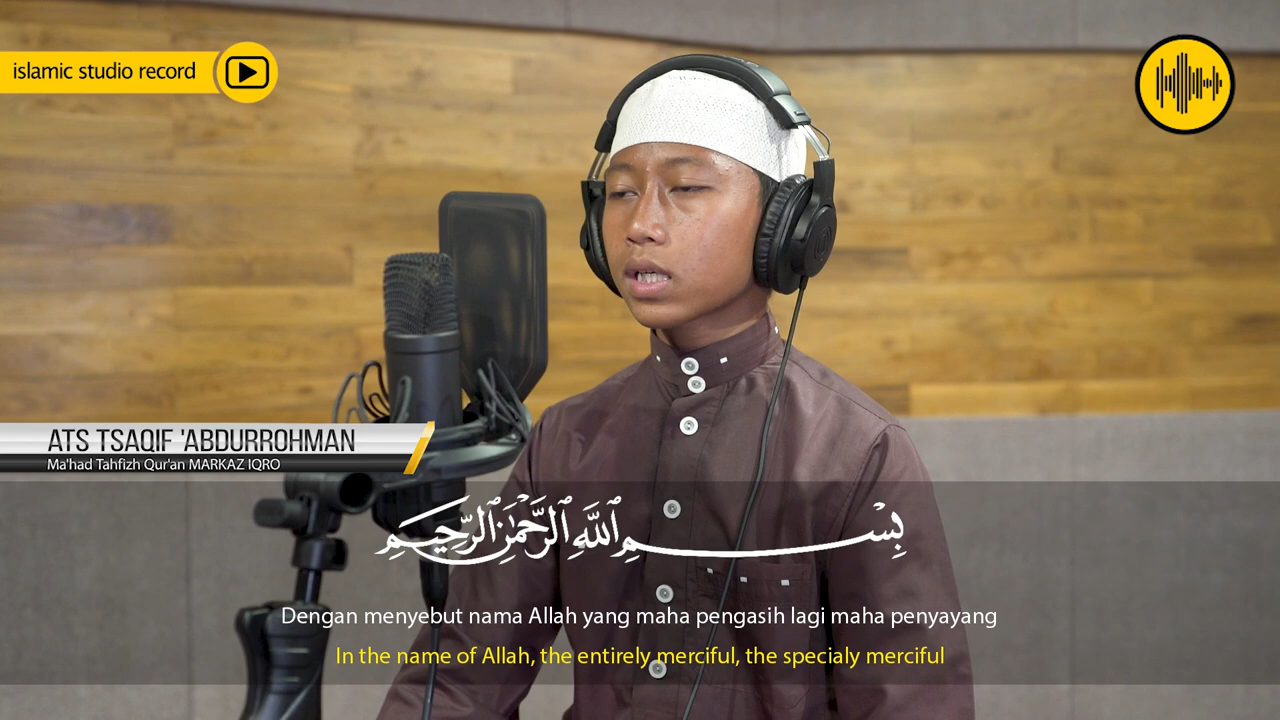 islamic studio record
ATS TSAQIF 'ABDURROHMAN
Ma'had Tahfizh Qur'an MARKAZ IQRO
بِسْمِ ٱللَّهِ ٱلرَّحْمَٰنِ ٱلرَّحِيمِ
Dengan menyebut nama Allah yang maha pengasih lagi maha penyayang
In the name of Allah, the entirely merciful, the specialy merciful